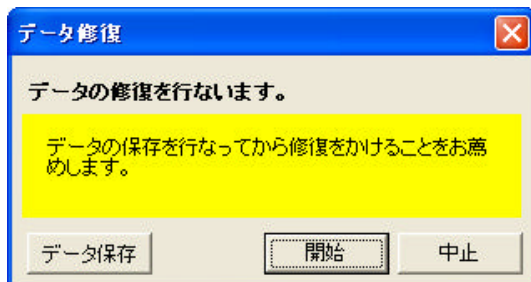 データ修復
データの修復を行ないます。
データの保存を行なってから修復をかけることをお薦
めします。
データ保存
開始
中止